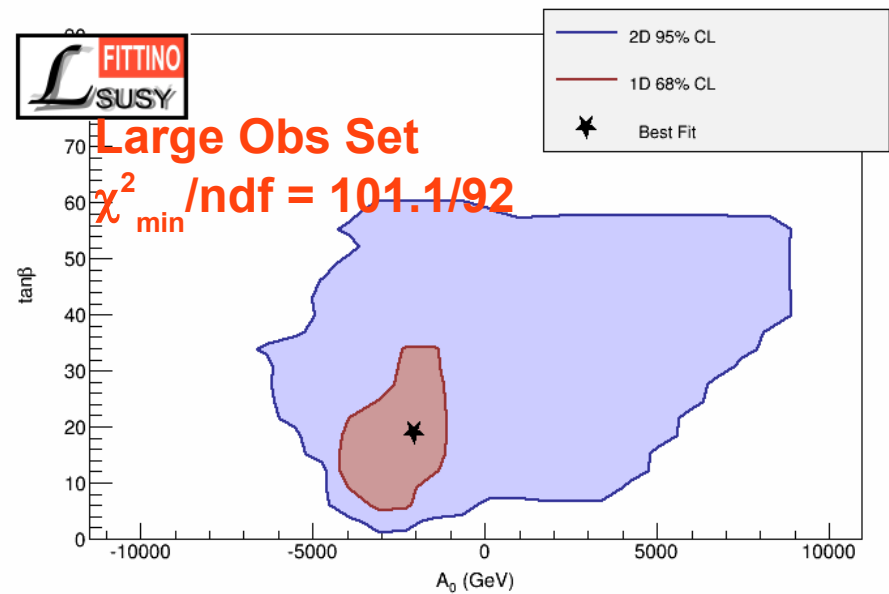 FITTINO
L SUSY
2D 95% CL
1D 68% CL
Best Fit
Large Obs Set
χ²min/ndf = 101.1/92
80
70
60
50
40
30
20
10
0
tanβ
-10000 -5000 0 5000 10000
A₀ (GeV)